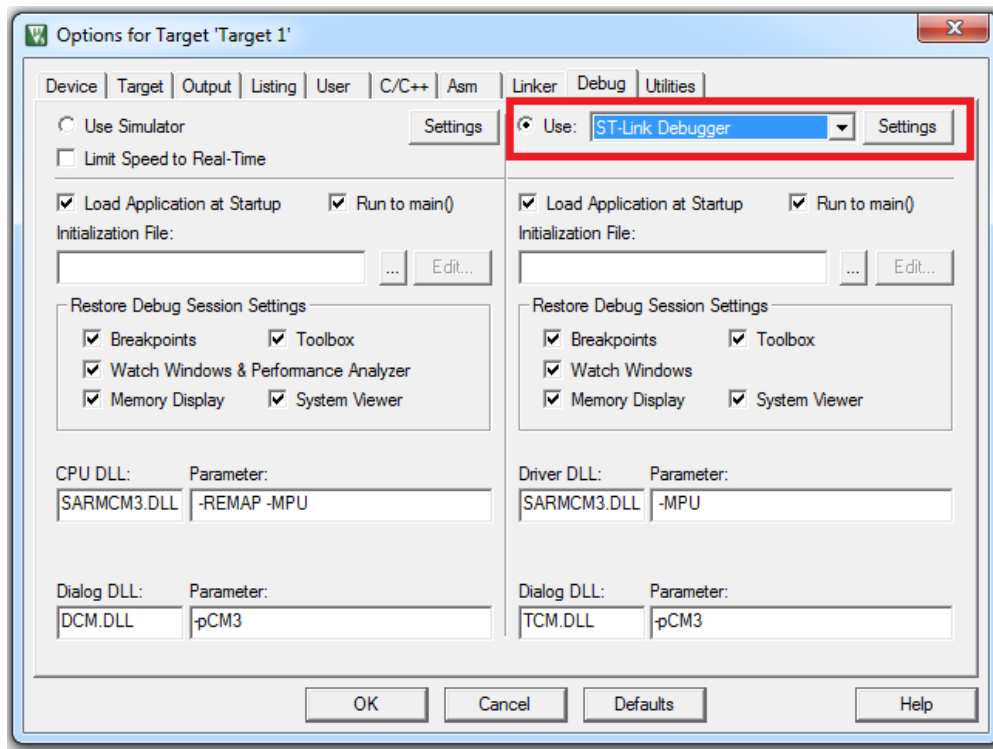 Options for Target 'Target 1'
Device Target Output Listing User C/C++ Asm Linker Debug Utilities
Use Simulator Settings
Limit Speed to Real-Time
Use: ST-Link Debugger Settings
Load Application at Startup Run to main()
Initialization File:
... Edit...
Restore Debug Session Settings
Breakpoints Toolbox
Watch Windows & Performance Analyzer
Memory Display System Viewer
CPU DLL: Parameter:
SARMCM3.DLL -REMAP -MPU
Dialog DLL: Parameter:
DCM.DLL -pCM3
Load Application at Startup Run to main()
Initialization File:
... Edit...
Restore Debug Session Settings
Breakpoints Toolbox
Watch Windows
Memory Display System Viewer
Driver DLL: Parameter:
SARMCM3.DLL -MPU
Dialog DLL: Parameter:
TCM.DLL -pCM3
OK Cancel Defaults Help